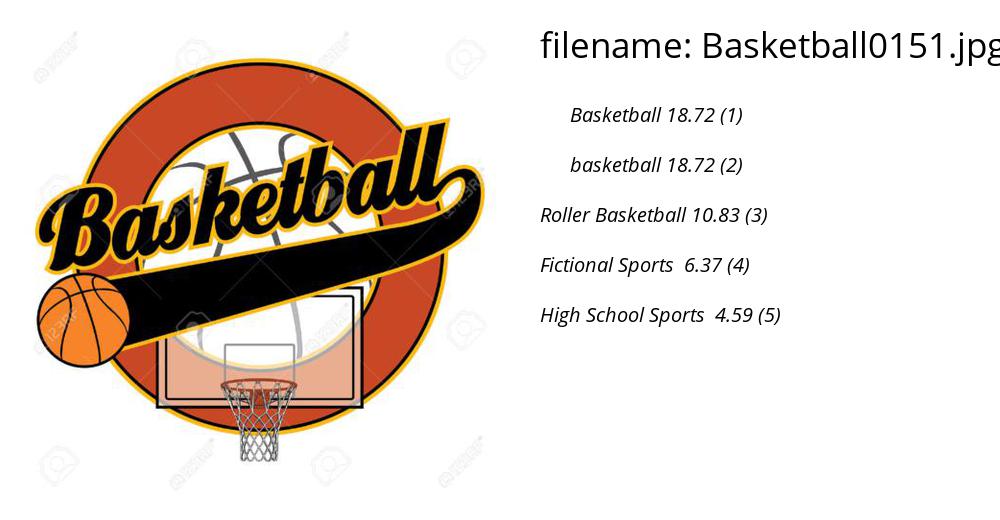 filename: Basketball0151.jpg
Basketball
Basketball 18.72 (1)
basketball 18.72 (2)
Roller Basketball 10.83 (3)
Fictional Sports 6.37 (4)
High School Sports 4.59 (5)